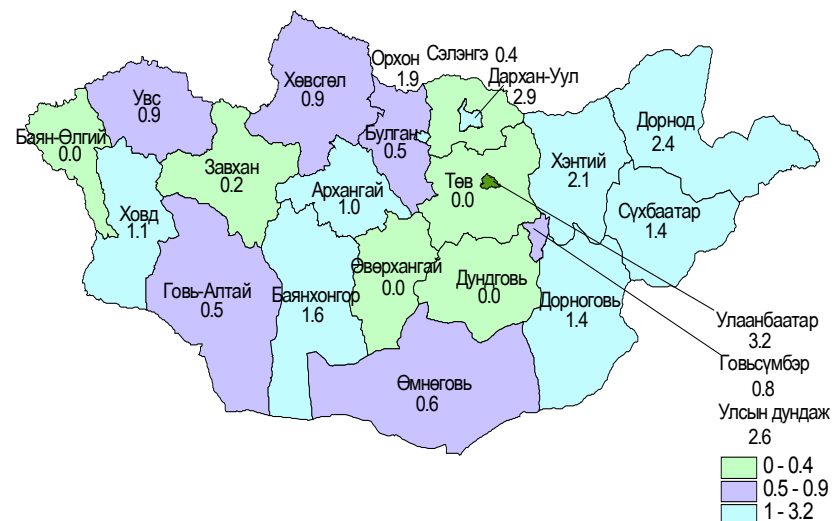 Орхон
1.9
Сэлэнгэ 0.4
Дархан-Уул
2.9
Хөвсгөл
0.9
Увс
0.9
Баян-Өлгий
0.0
Завхан
0.2
Булган
0.5
Дорнод
2.4
Хэнтий
2.1
Төв
0.0
Архангай
1.0
Ховд
1.1
Сүхбаатар
1.4
Говь-Алтай
0.5
Баянхонгор
1.6
Өвөрхангай
0.0
Дундговь
0.0
Дорноговь
1.4
Өмнөговь
0.6
Улаанбаатар
3.2
Говьсүмбэр
0.8
Улсын дундаж
2.6
0 - 0.4
0.5 - 0.9
1 - 3.2